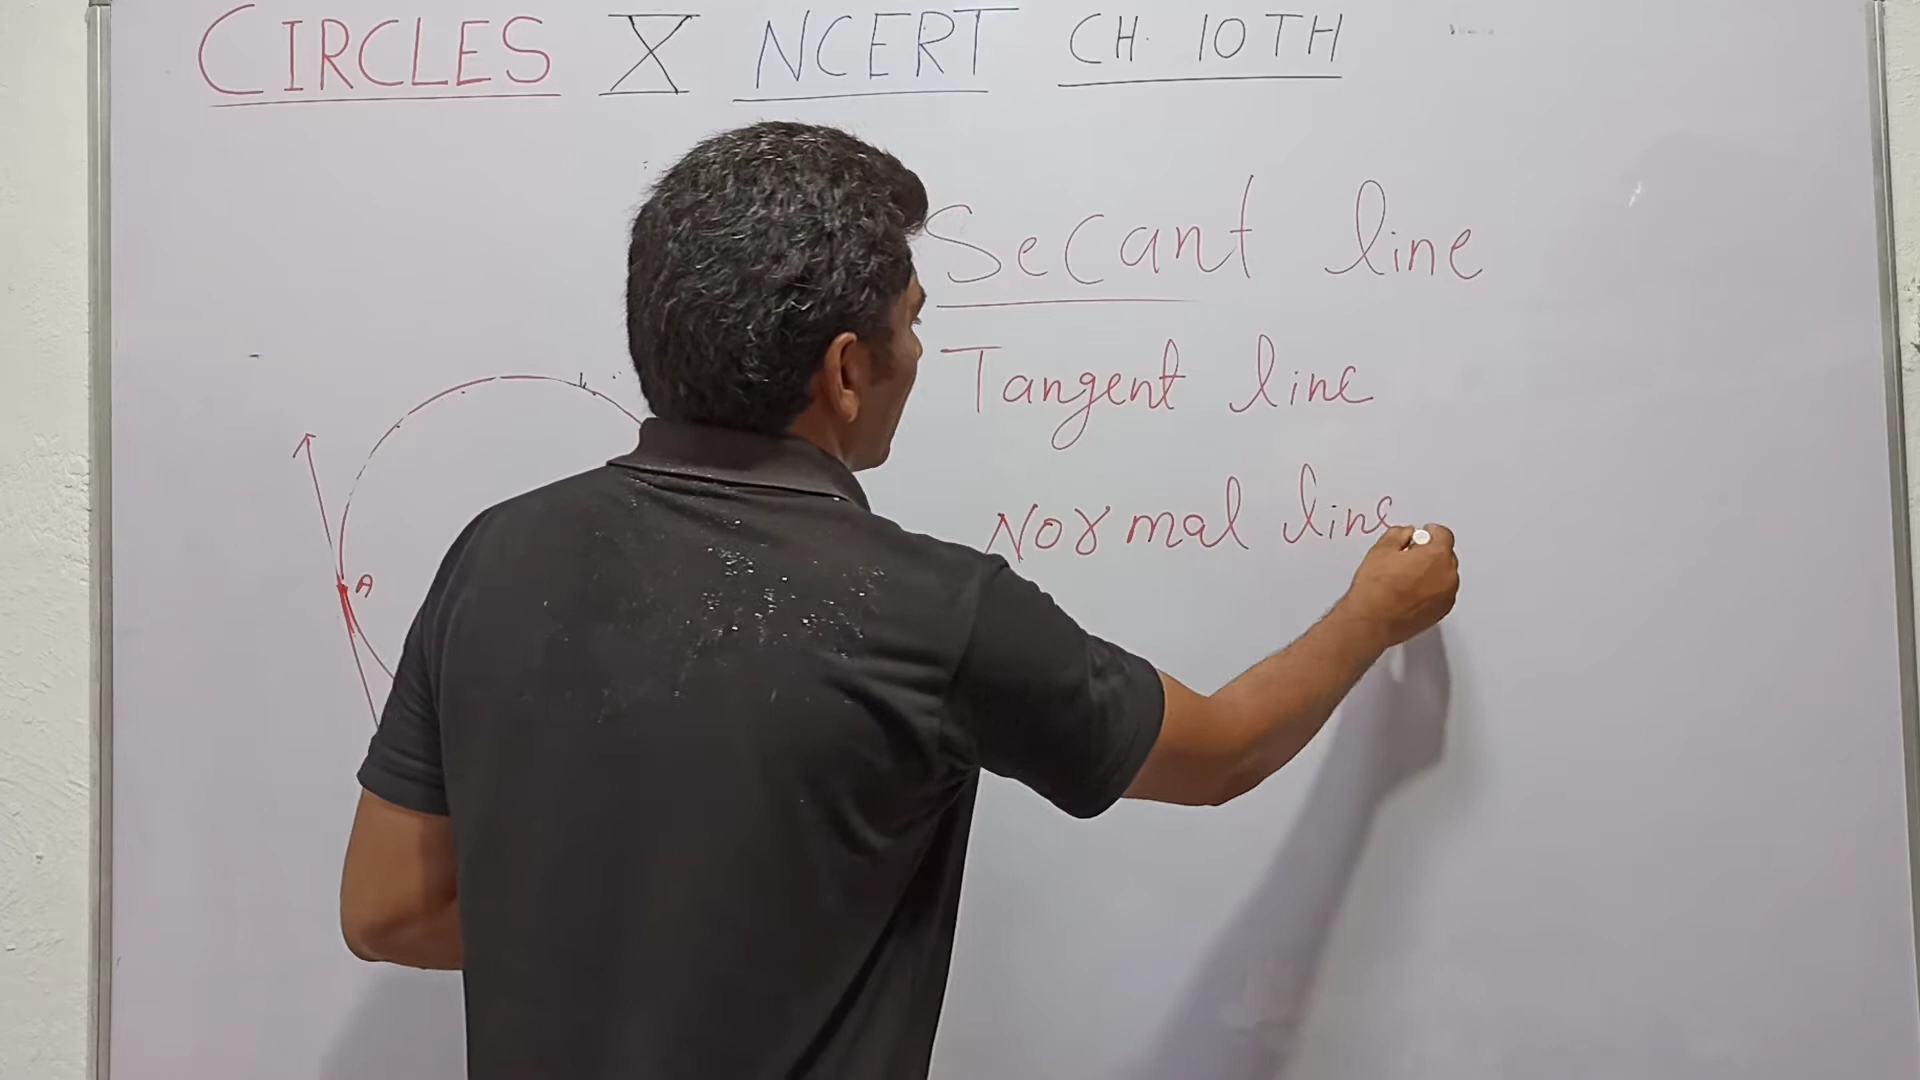 CIRCLES X NCERT CH. 10TH
Secant line
Tangent line
Normal line
A